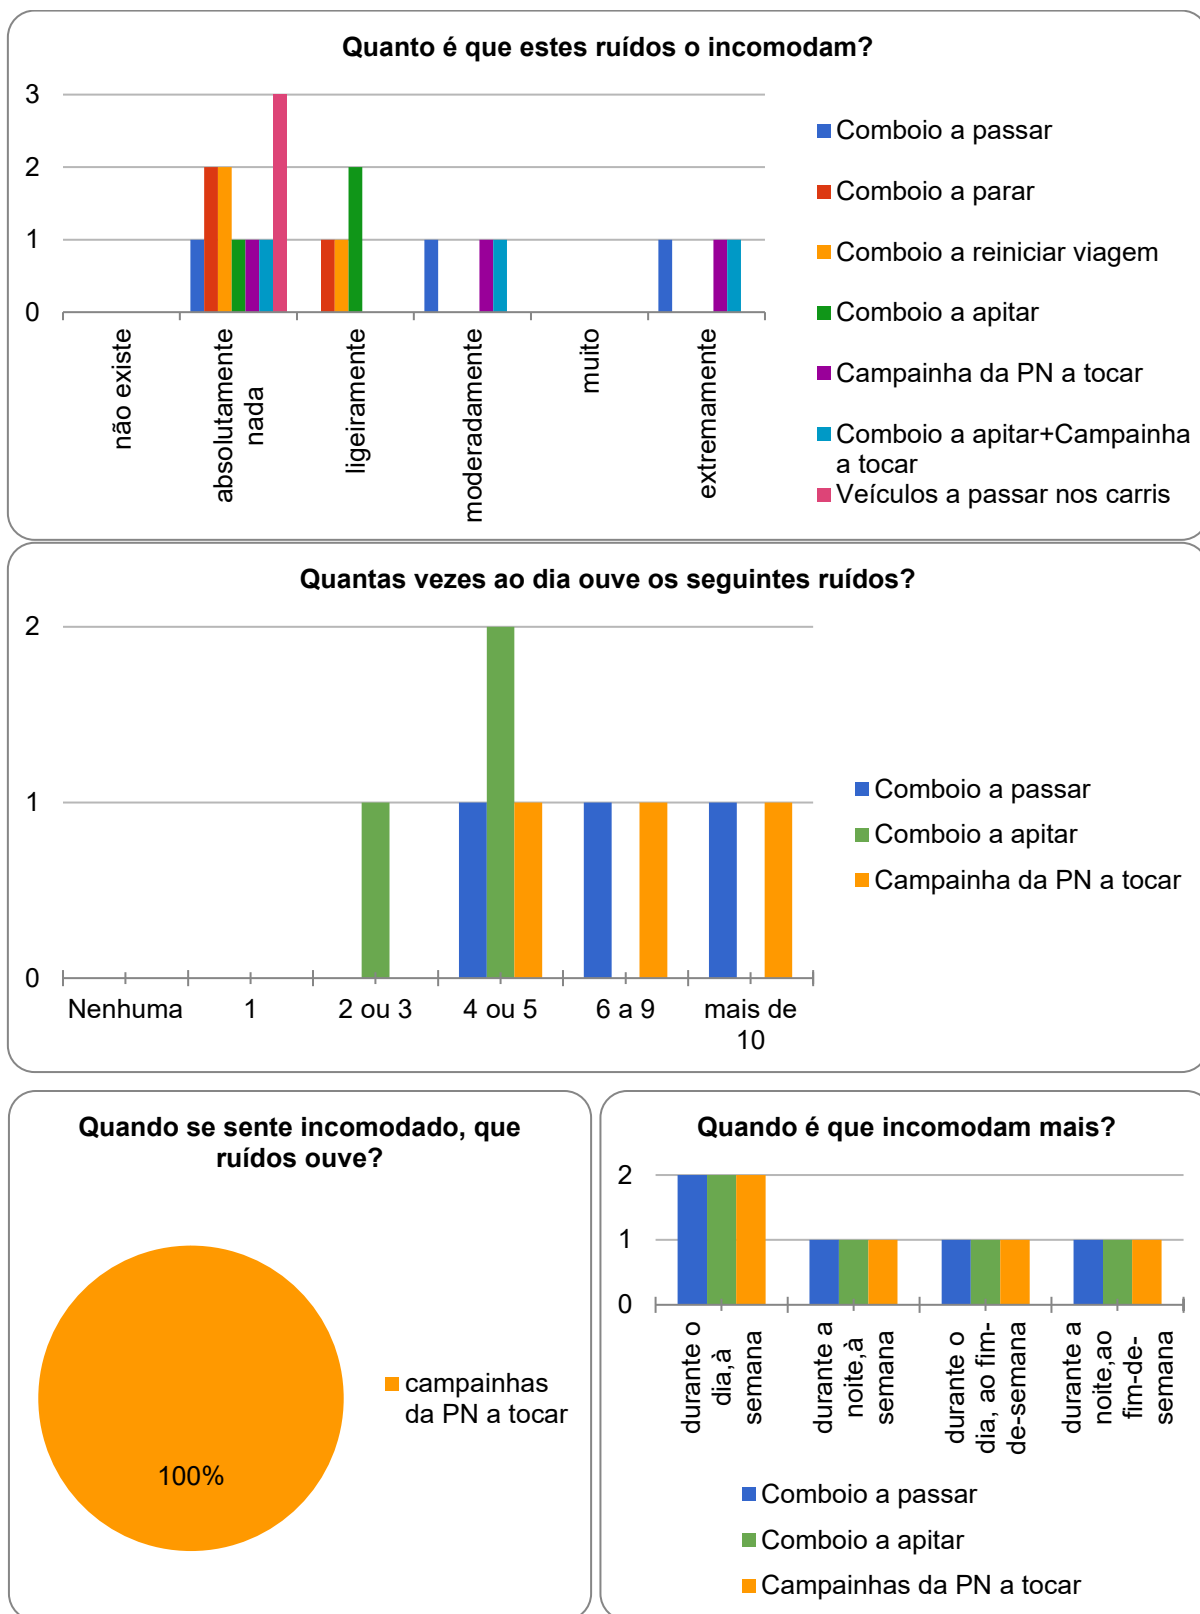 Quanto é que estes ruídos o incomodam?
3
2
1
0
não existe
absolutamente
nada
ligeiramente
moderadamente
muito
extremamente
Comboio a passar
Comboio a parar
Comboio a reiniciar viagem
Comboio a apitar
Campainha da PN a tocar
Comboio a apitar+Campainha
a tocar
Veículos a passar nos carris
Quantas vezes ao dia ouve os seguintes ruídos?
2
1
0
Nenhuma
1
2 ou 3
4 ou 5
6 a 9
mais de
10
Comboio a passar
Comboio a apitar
Campainha da PN a tocar
Quando se sente incomodado, que
ruídos ouve?
100%
campainhas
da PN a tocar
Quando é que incomodam mais?
2
1
0
durante o
dia,à
semana
durante a
noite,à
semana
durante o
dia, ao fim-
de-semana
durante a
noite,ao
fim-de-
semana
Comboio a passar
Comboio a apitar
Campainhas da PN a tocar